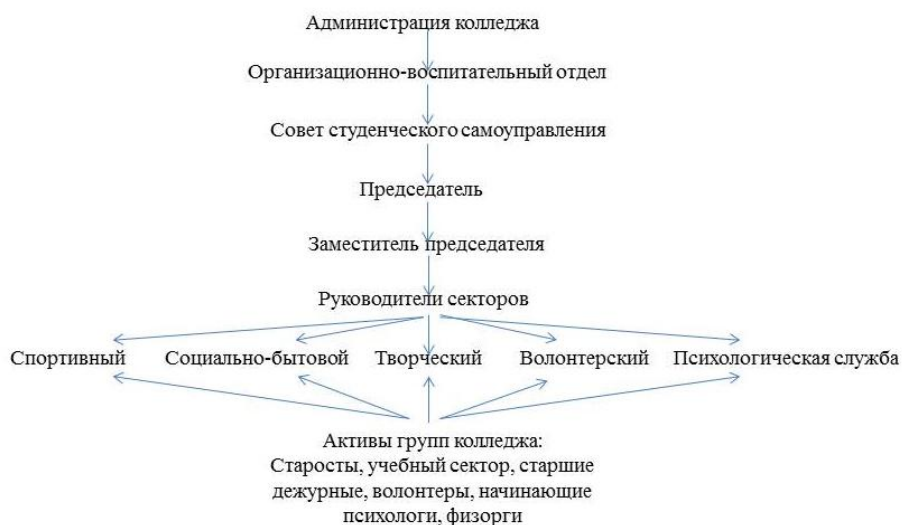 Администрация колледжа
Организационно-воспитательный отдел
Совет студенческого самоуправления
Председатель
Заместитель председателя
Руководители секторов
Спортивный Социально-бытовой Творческий Волонтерский Психологическая служба
Активы групп колледжа:
Старосты, учебный сектор, старшие
дежурные, волонтеры, начинающие
психологи, физорги